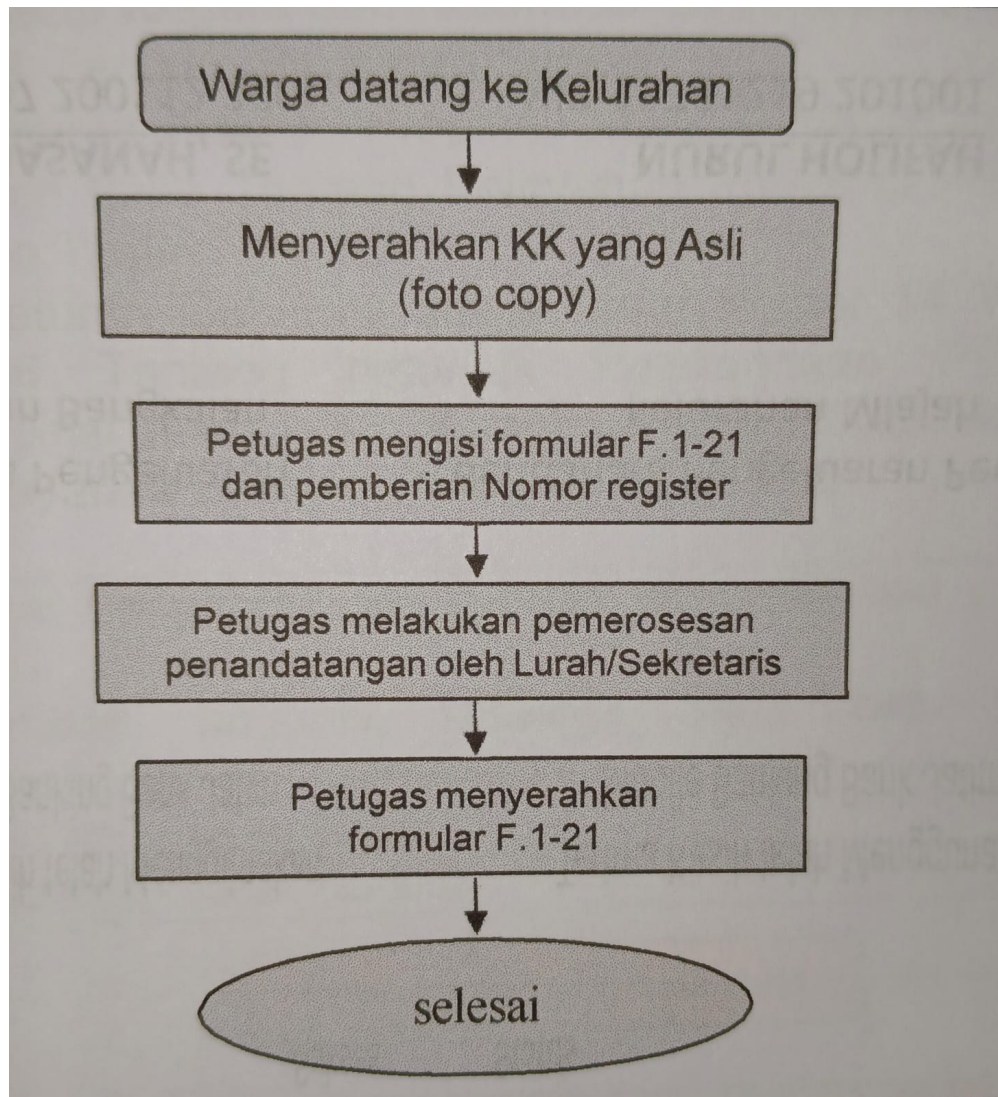 Warga datang ke Kelurahan
Menyerahkan KK yang Asli
(foto copy)
Petugas mengisi formular F.1-21
dan pemberian Nomor register
Petugas melakukan pemerosesan
penandatangan oleh Lurah/Sekretaris
Petugas menyerahkan
formular F.1-21
selesai